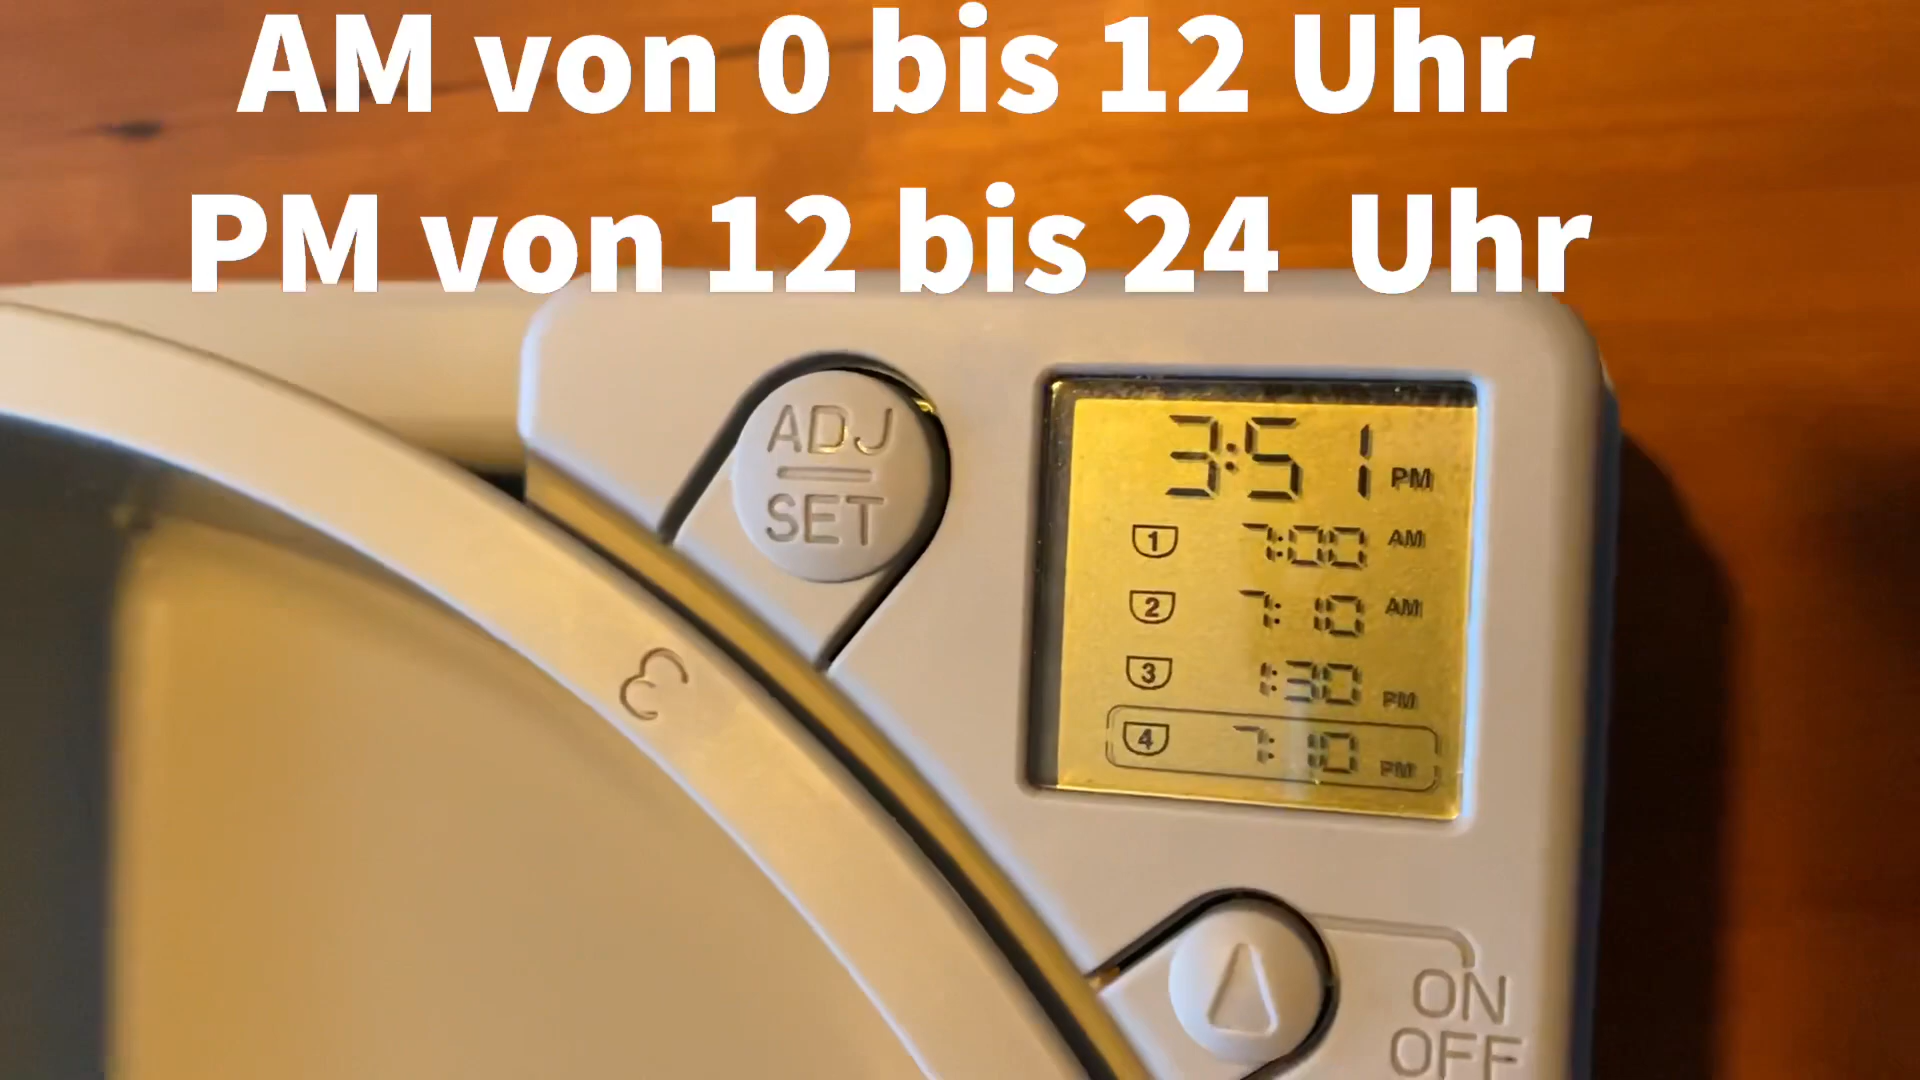 AM von 0 bis 12 Uhr
PM von 12 bis 24 Uhr
ADJ
SET
3:51 PM
1 7:00 AM
2 7:10 AM
3 1:30 PM
4 7:10 PM
ON
OFF